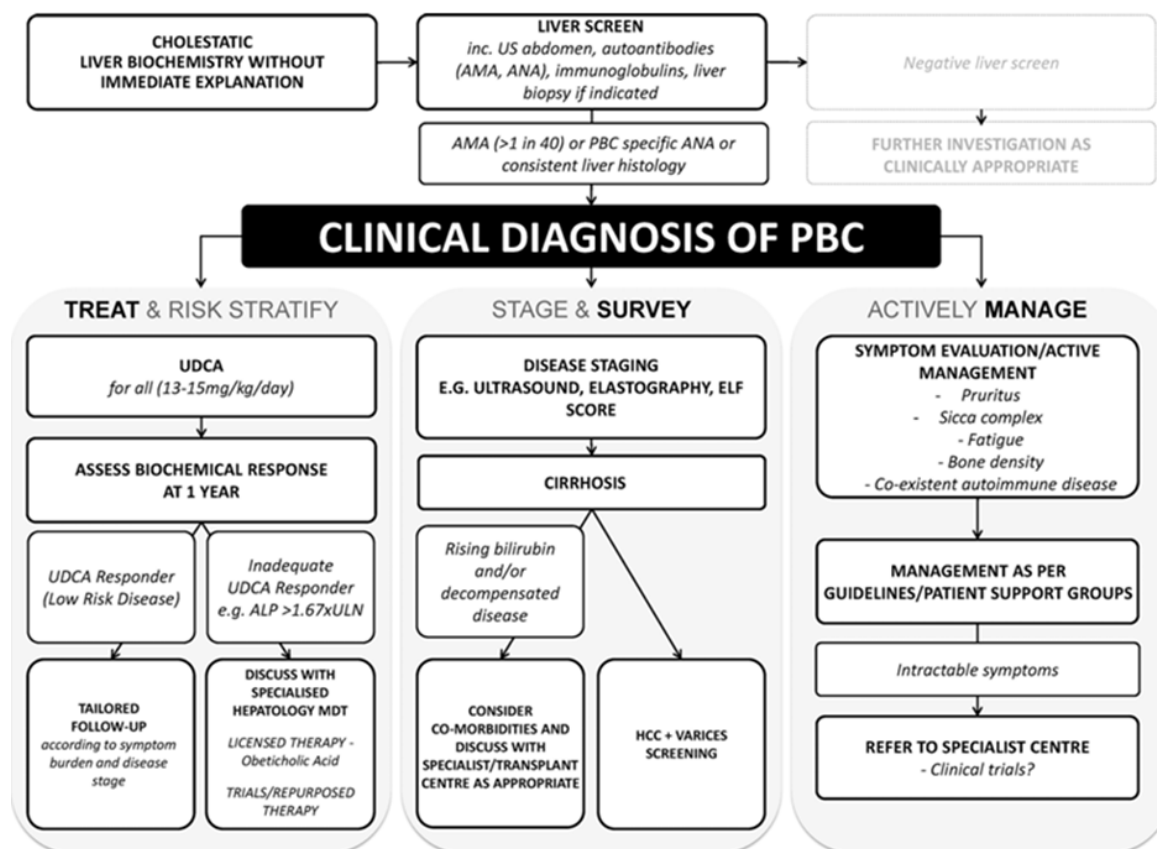 CHOLESTATIC
LIVER BIOCHEMISTRY WITHOUT
IMMEDIATE EXPLANATION
LIVER SCREEN
inc. US abdomen, autoantibodies
(AMA, ANA), immunoglobulins, liver
biopsy if indicated
Negative liver screen
AMA (>1 in 40) or PBC specific ANA or
consistent liver histology
FURTHER INVESTIGATION AS
CLINICALLY APPROPRIATE
CLINICAL DIAGNOSIS OF PBC
TREAT & RISK STRATIFY
UDCA
for all (13-15mg/kg/day)
ASSESS BIOCHEMICAL RESPONSE
AT 1 YEAR
UDCA Responder
(Low Risk Disease)
Inadequate
UDCA Responder
e.g. ALP >1.67xULN
TAILORED
FOLLOW-UP
according to symptom
burden and disease
stage
DISCUSS WITH
SPECIALISED
HEPATOLOGY MDT
LICENSED THERAPY -
Obeticholic Acid
TRIALS/REPURPOSED
THERAPY
STAGE & SURVEY
DISEASE STAGING
E.G. ULTRASOUND, ELASTOGRAPHY, ELF
SCORE
CIRRHOSIS
Rising bilirubin
and/or
decompensated
disease
CONSIDER
CO-MORBIDITIES AND
DISCUSS WITH
SPECIALIST/TRANSPLANT
CENTRE AS APPROPRIATE
HCC + VARICES
SCREENING
ACTIVELY MANAGE
SYMPTOM EVALUATION/ACTIVE
MANAGEMENT
- Pruritus
- Sicca complex
- Fatigue
- Bone density
- Co-existent autoimmune disease
MANAGEMENT AS PER
GUIDELINES/PATIENT SUPPORT GROUPS
Intractable symptoms
REFER TO SPECIALIST CENTRE
- Clinical trials?